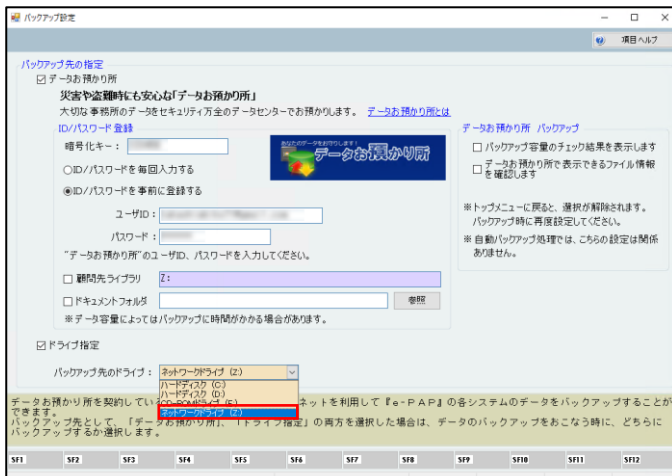 バックアップ設定
項目ヘルプ
バックアップ先の指定
データお預かり所
災害や盗難時にも安心な「データお預かり所」
大切な事務所のデータをセキュリティ万全のデータセンターでお預かりします。 データお預かり所とは
ID/パスワード登録
暗号化キー：
あなたのデータをお守りします！
データお預かり所
ID/パスワードを毎回入力する
ID/パスワードを事前に登録する
ユーザID：
パスワード：
"データお預かり所"のユーザID、パスワードを入力してください。
顧問先ライブラリ Z:
ドキュメントフォルダ 参照
※データ容量によってはバックアップに時間がかかる場合があります。
データお預かり所 バックアップ
バックアップ容量のチェック結果を表示します
データお預かり所で表示できるファイル情報
を確認します
※トップメニューに戻ると、選択が解除されます。
バックアップ時に再度設定してください。
※ 自動バックアップ処理では、こちらの設定は関係
ありません。
ドライブ指定
バックアップ先のドライブ： ネットワークドライブ (Z:)
ハードディスク (C:)
ハードディスク (D:)
CD-ROMドライブ (E:)
ネットワークドライブ (Z:)
データお預かり所を契約してい
ネットを利用して『e-PAP』の各システムのデータをバックアップすることが
できます。
バックアップ先として、「データお預かり所」、「ドライブ指定」の両方を選択した場合は、データのバックアップをおこなう時に、どちらに
バックアップするか選択します。
SF1 SF2 SF3 SF4 SF5 SF6 SF7 SF8 SF9 SF10 SF11 SF12